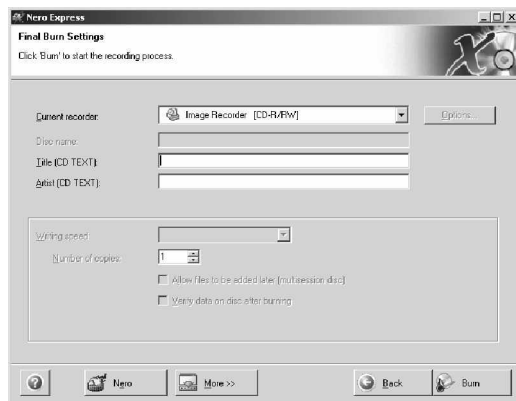 Nero Express
Final Burn Settings
Click 'Burn' to start the recording process.
Current recorder:
Image Recorder [CD-R/RW]
Options...
Disc name:
Title (CD TEXT):
Artist (CD TEXT):
Writing speed:
Number of copies:
1
Allow files to be added later (multisession disc)
Verify data on disc after burning
Nero
More >>
Back
Burn